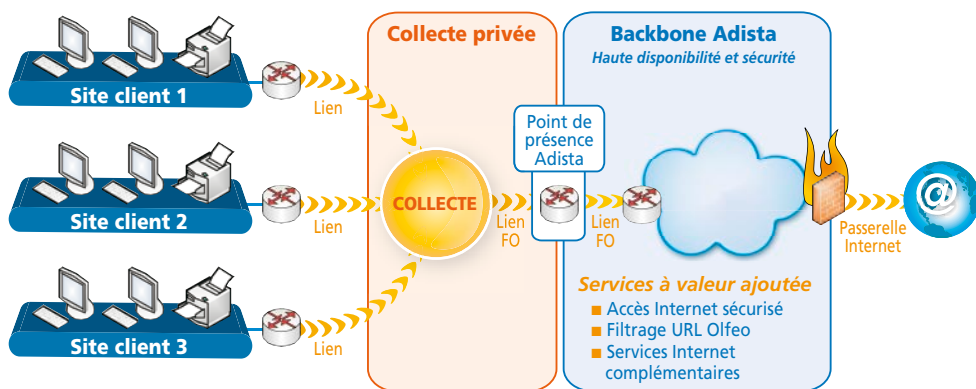 Collecte privée
Backbone Adista
Haute disponibilité et sécurité
Site client 1
Lien
Point de
présence
Adista
Site client 2
Lien
COLLECTE
Lien
FO
Lien
FO
@
Passerelle
Internet
Site client 3
Lien
Services à valeur ajoutée
■ Accès Internet sécurisé
■ Filtrage URL Olfeo
■ Services Internet
complémentaires